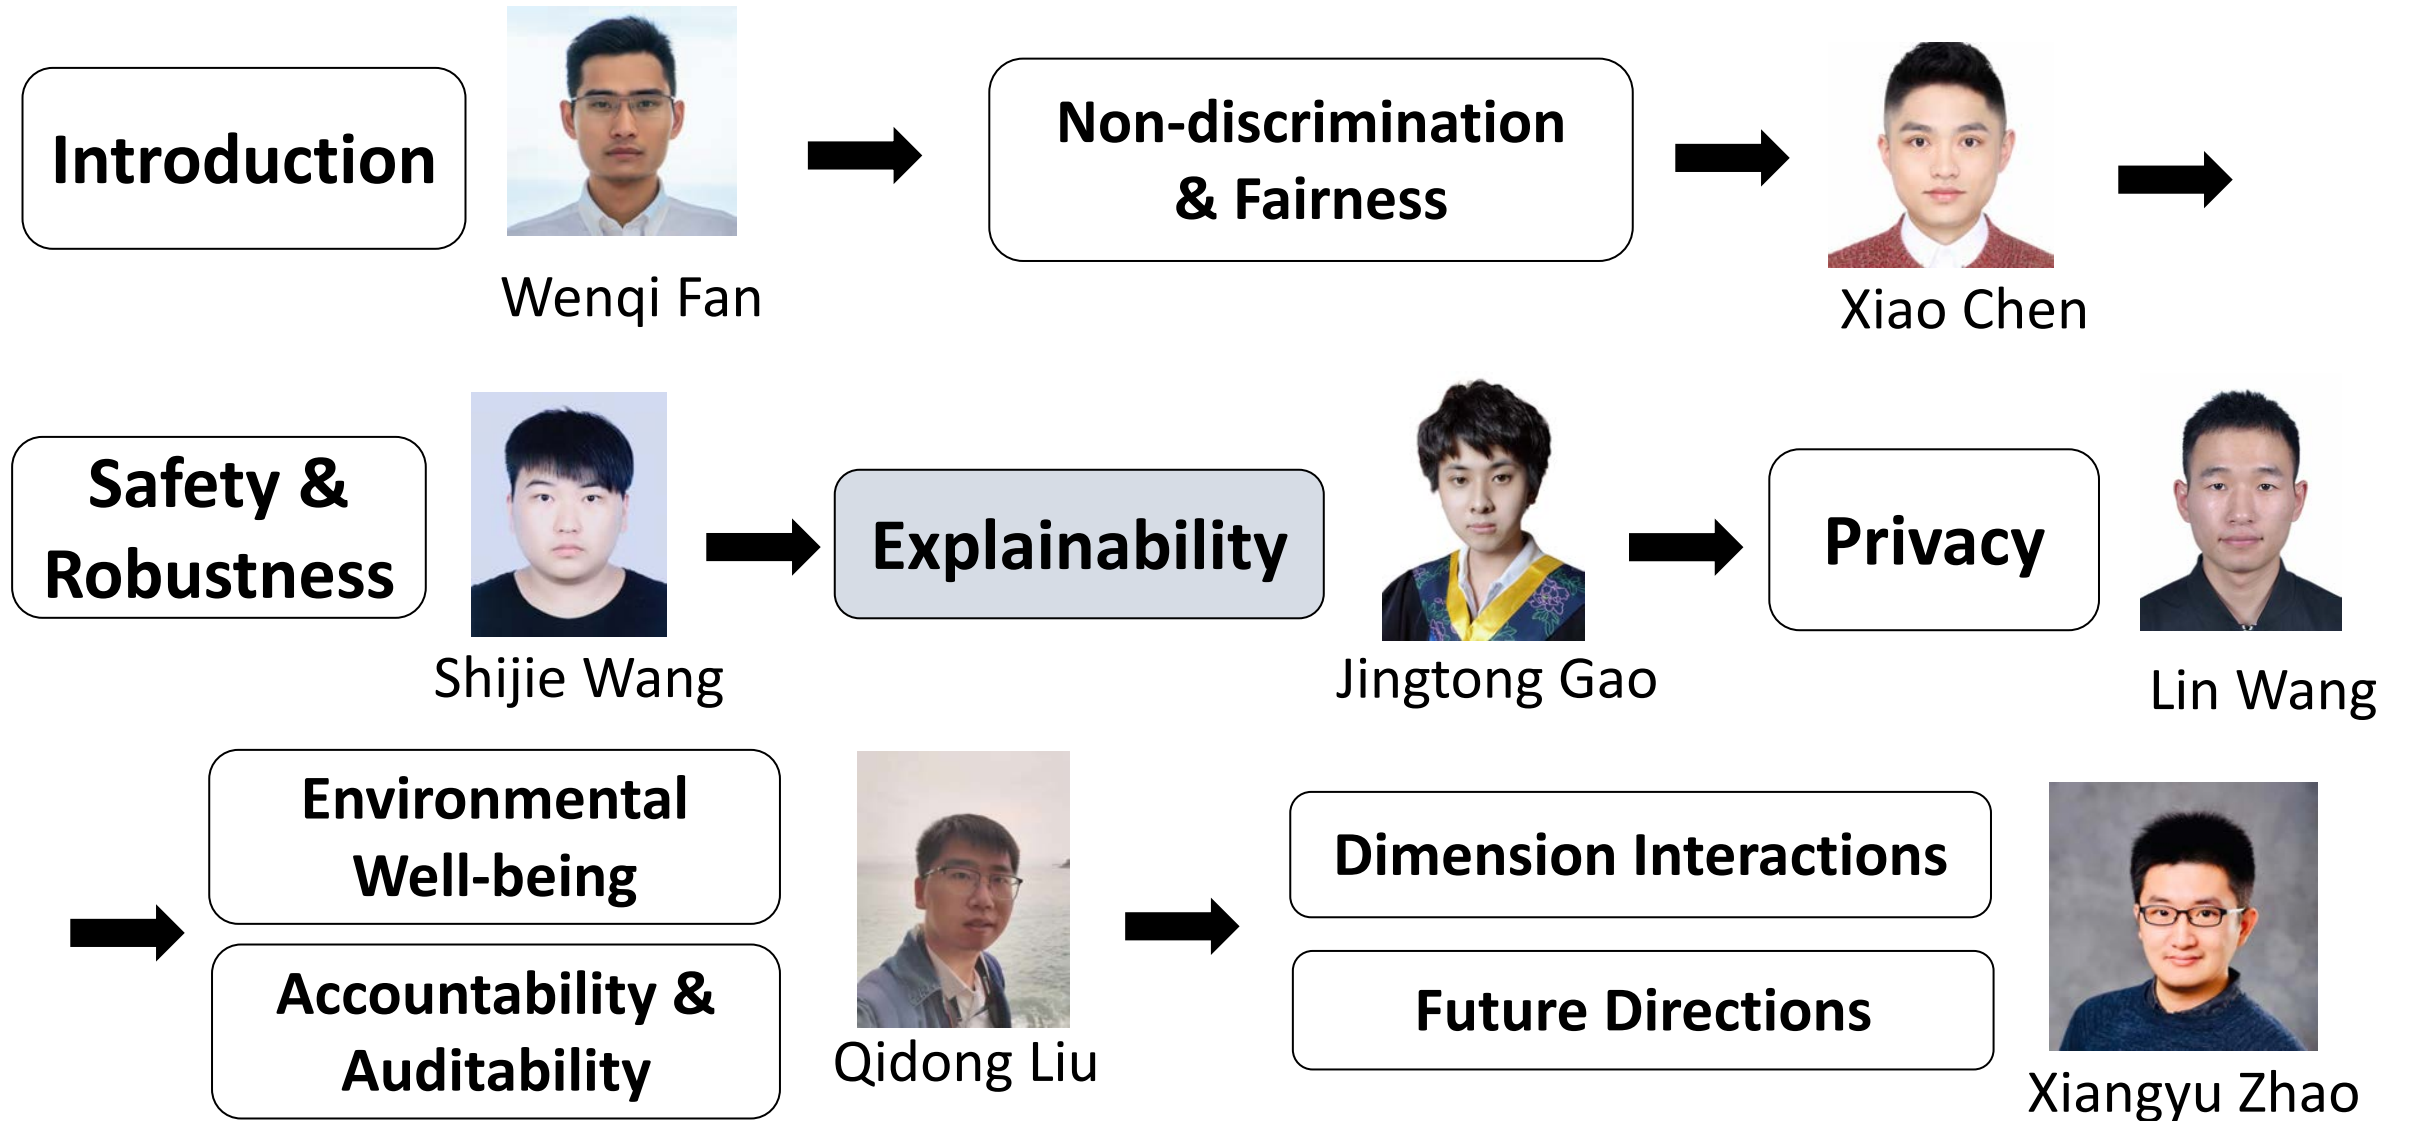 Introduction
Wenqi Fan
Non-discrimination
& Fairness
Xiao Chen
Safety &
Robustness
Shijie Wang
Explainability
Jingtong Gao
Privacy
Lin Wang
Environmental
Well-being
Accountability &
Auditability
Qidong Liu
Dimension Interactions
Future Directions
Xiangyu Zhao